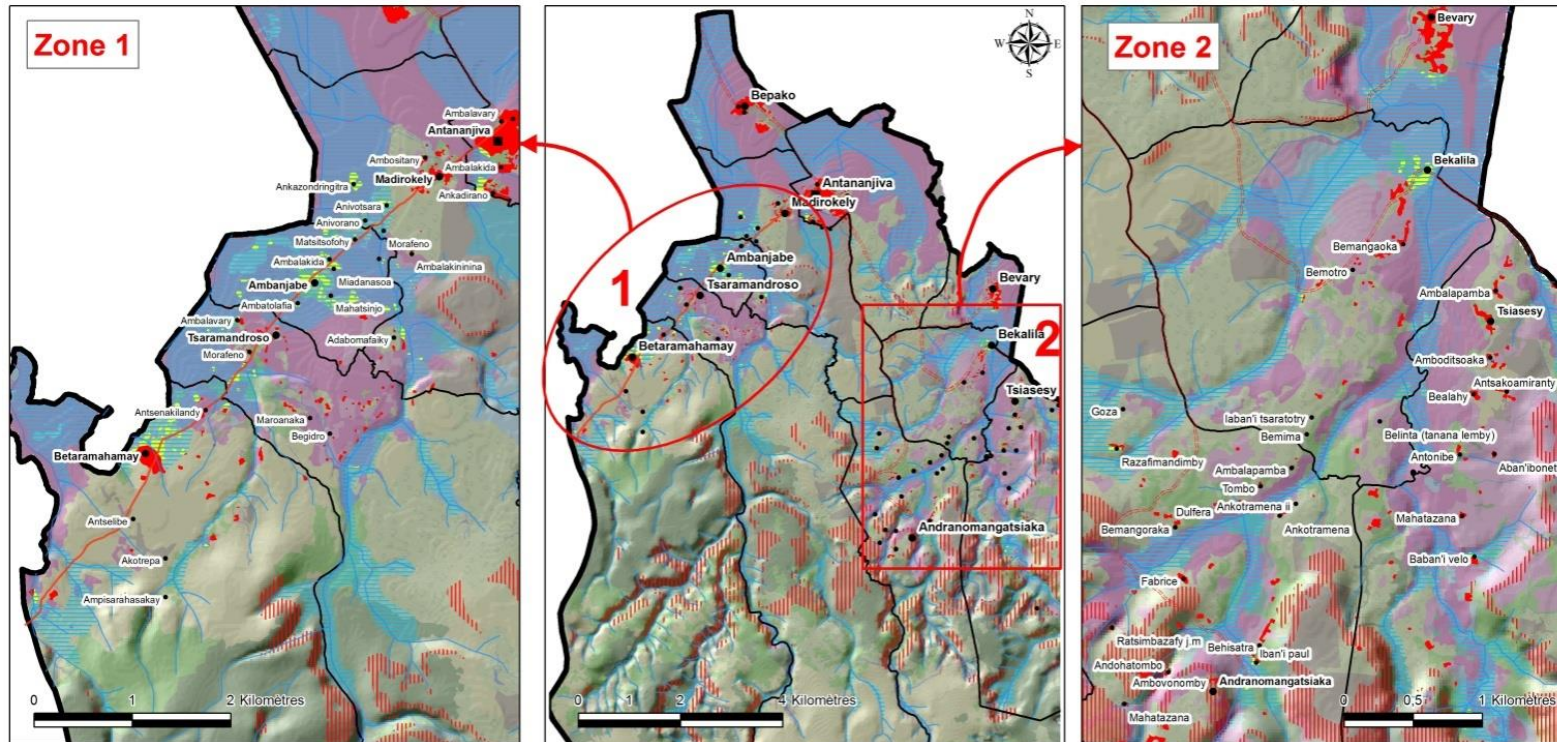 Zone 1
Ambalavary
Antananjiva
Ambositany
Ambalakida
Madirokely
Ankazondringitra
Ankadirano
Anivotsara
Anivorano
Matsitsofohy
Morafeno
Ambalakida
Ambalakininina
Miadanasoa
Ambanjabe
Ambatolafia
Mahatsinjo
Ambalavary
Tsaramandroso
Adabomafaiky
Morafeno
Antsenakilandy
Maroanaka
Begidro
Betaramahamay
Antselibe
Akotrepa
Ampisarahasakay
0 1 2 Kilomètres
N
W E
S
Bepako
Antananjiva
Madirokely
Ambanjabe
1
Tsaramandroso
Bevary
2
Bekalila
Betaramahamay
Tsiasesy
Andranomangatsiaka
0 1 2 4 Kilomètres
Zone 2
Bevary
Bekalila
Bemangaoka
Bemotro
Ambalapamba
Tsiasesy
Amboditsoaka
Antsakoamiranty
Bealahy
Goza
Iaban'i tsaratotry
Bemima
Belinta (tanana lemby)
Antonibe
Razafimandimby
Ambalapamba
Aban'ibonet
Tombo
Dulfera
Ankotramena ii
Mahatazana
Bemangoraka
Ankotramena
Baban'i velo
Fabrice
Ratsimbazafy j.m
Behisatra
Iban'i paul
Andohatombo
Ambovonomby
Andranomangatsiaka
Mahatazana
0 0,5 1 Kilomètres